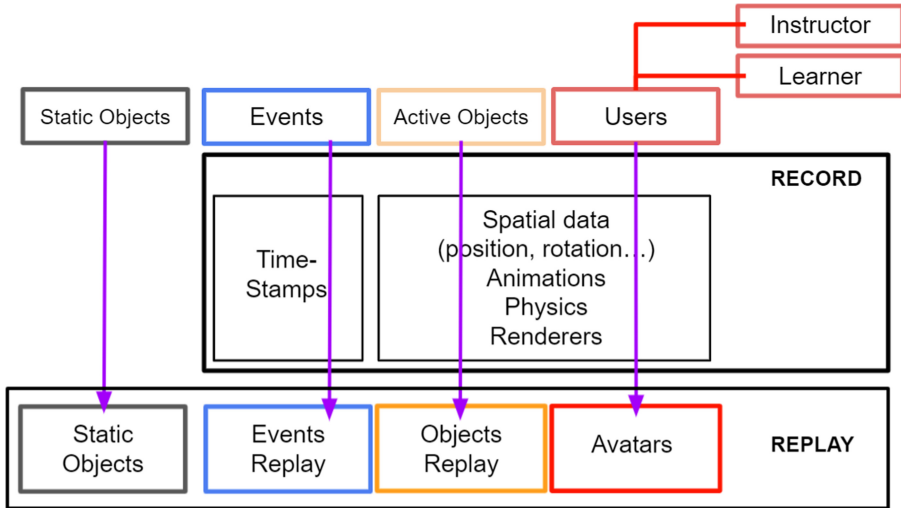 Instructor
Learner
Static Objects
Events
Active Objects
Users
RECORD
Time-
Stamps
Spatial data
(position, rotation…)
Animations
Physics
Renderers
Static
Objects
Events
Replay
Objects
Replay
Avatars
REPLAY